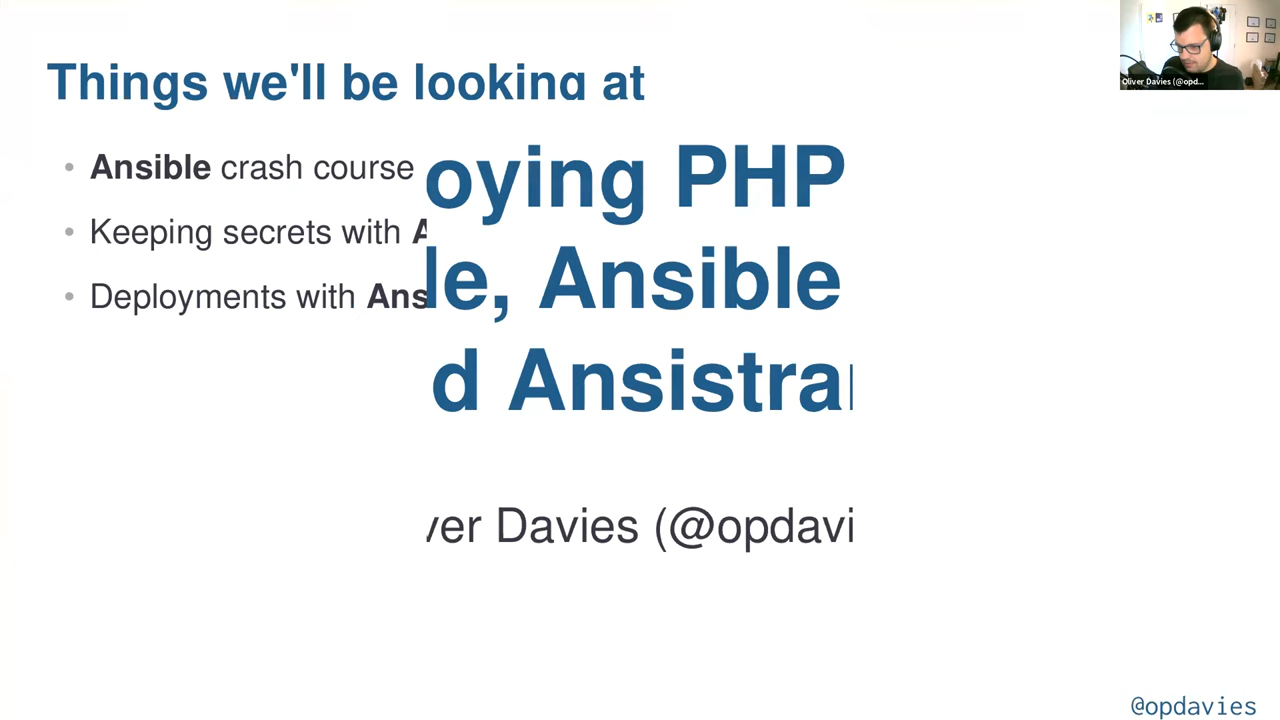 Things we'll be looking at
Oliver Davies (@opd...
• Ansible crash course
oying PHP
• Keeping secrets with A
le, Ansible
• Deployments with Ans
d Ansistra
ver Davies (@opdavi
@opdavies